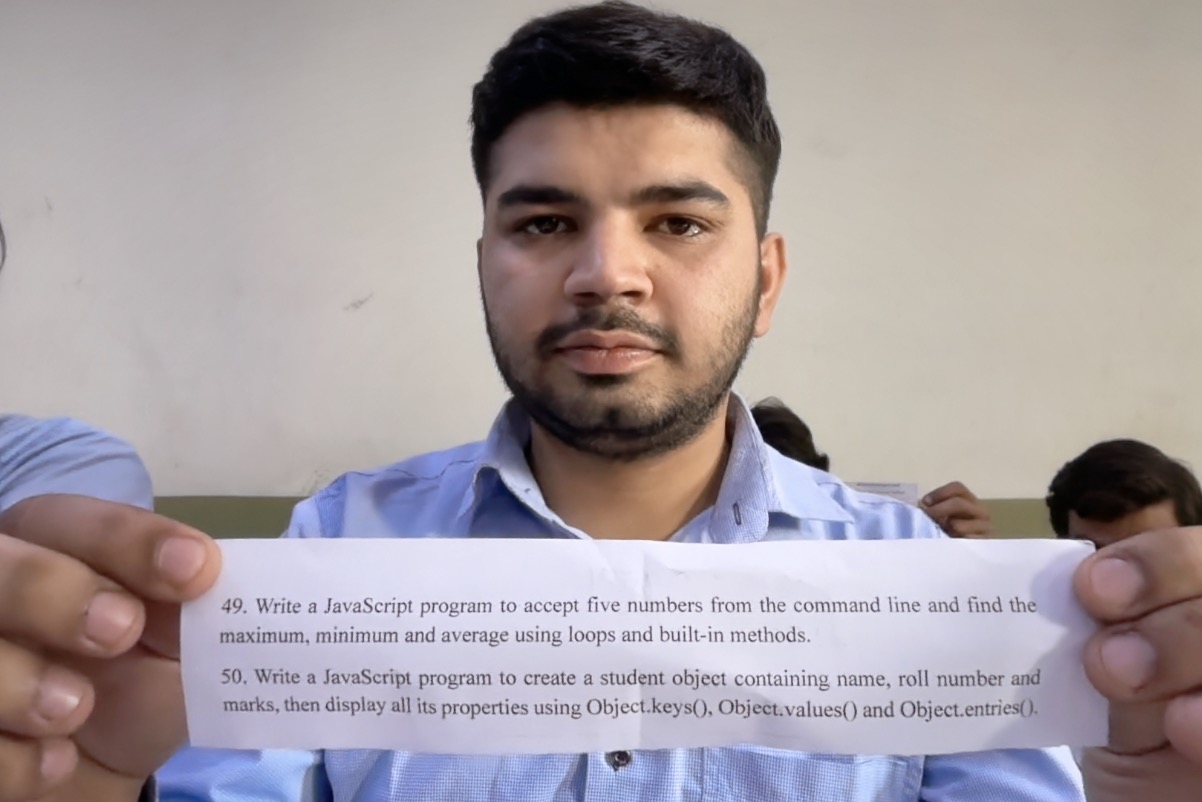 49. Write a JavaScript program to accept five numbers from the command line and find the
maximum, minimum and average using loops and built-in methods.
50. Write a JavaScript program to create a student object containing name, roll number and
marks, then display all its properties using Object.keys(), Object.values() and Object.entries().